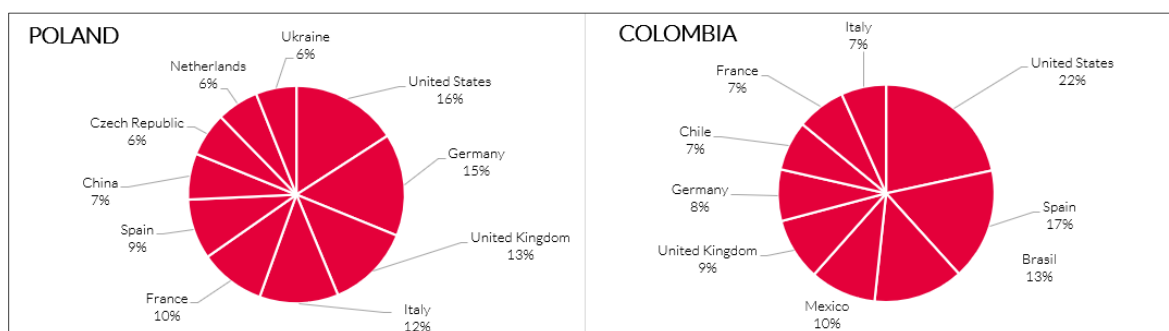 POLAND
Ukraine
6%
Netherlands
6%
United States
16%
Czech Republic
6%
Germany
15%
China
7%
Spain
9%
United Kingdom
13%
France
10%
Italy
12%
COLOMBIA
Italy
7%
United States
22%
France
7%
Chile
7%
Germany
8%
Spain
17%
United Kingdom
9%
Brasil
13%
Mexico
10%